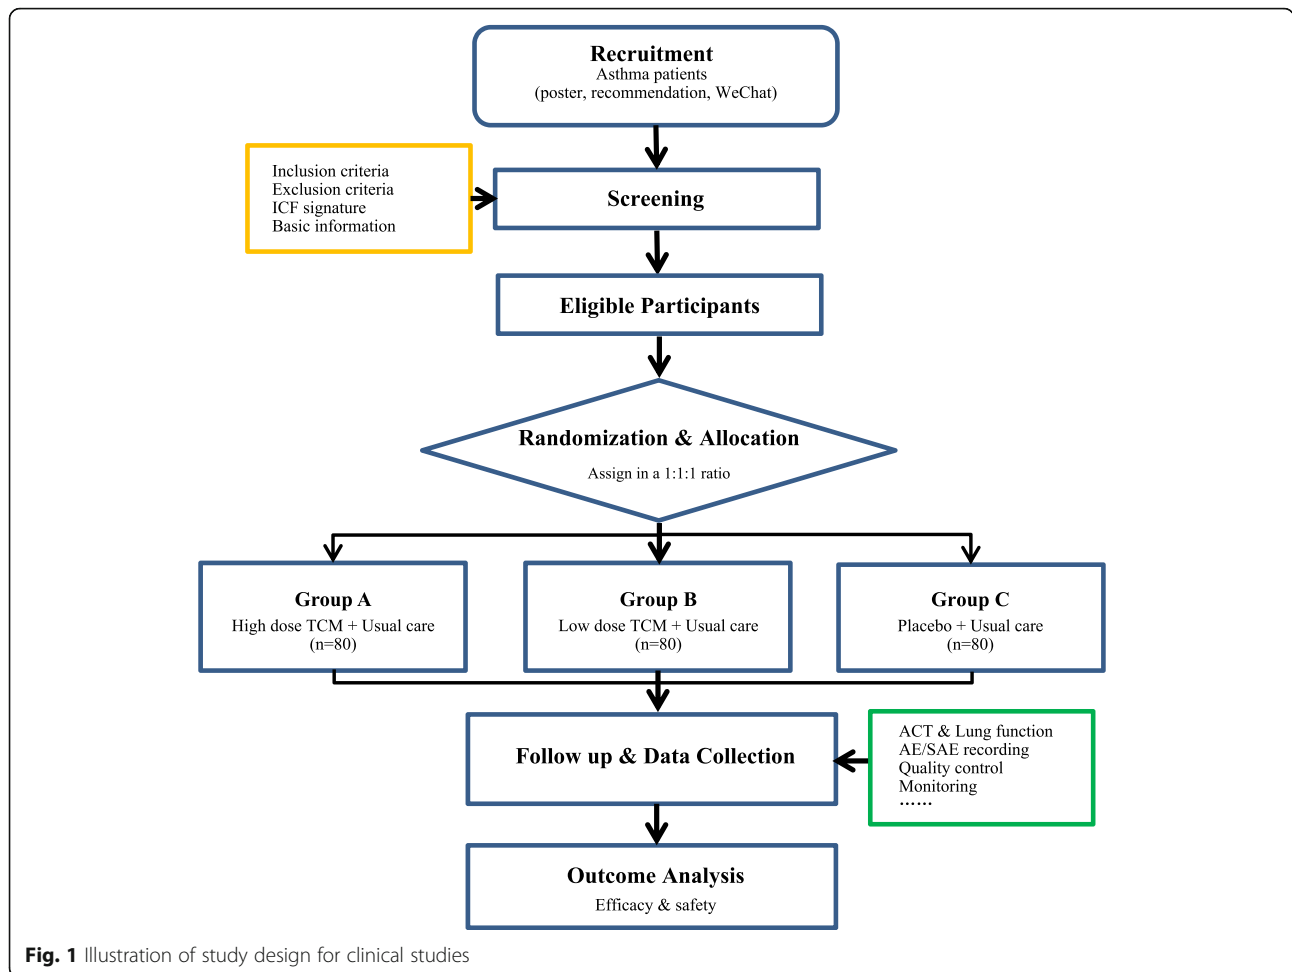 Recruitment
Asthma patients
(poster, recommendation, WeChat)
Inclusion criteria
Exclusion criteria
ICF signature
Basic information
Screening
Eligible Participants
Randomization & Allocation
Assign in a 1:1:1 ratio
Group A
High dose TCM + Usual care
(n=80)
Group B
Low dose TCM + Usual care
(n=80)
Group C
Placebo + Usual care
(n=80)
Follow up & Data Collection
ACT & Lung function
AE/SAE recording
Quality control
Monitoring
……
Outcome Analysis
Efficacy & safety
Fig. 1 Illustration of study design for clinical studies